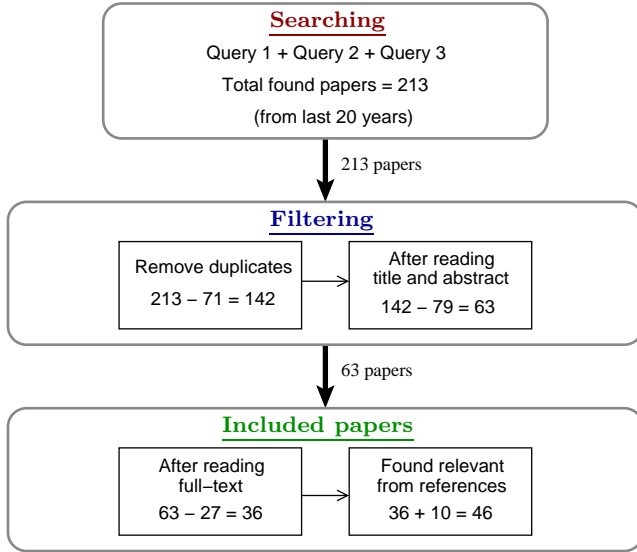 Searching
Query 1 + Query 2 + Query 3
Total found papers = 213
(from last 20 years)
213 papers
Filtering
Remove duplicates
213 − 71 = 142
After reading
title and abstract
142 − 79 = 63
63 papers
Included papers
After reading
full−text
63 − 27 = 36
Found relevant
from references
36 + 10 = 46